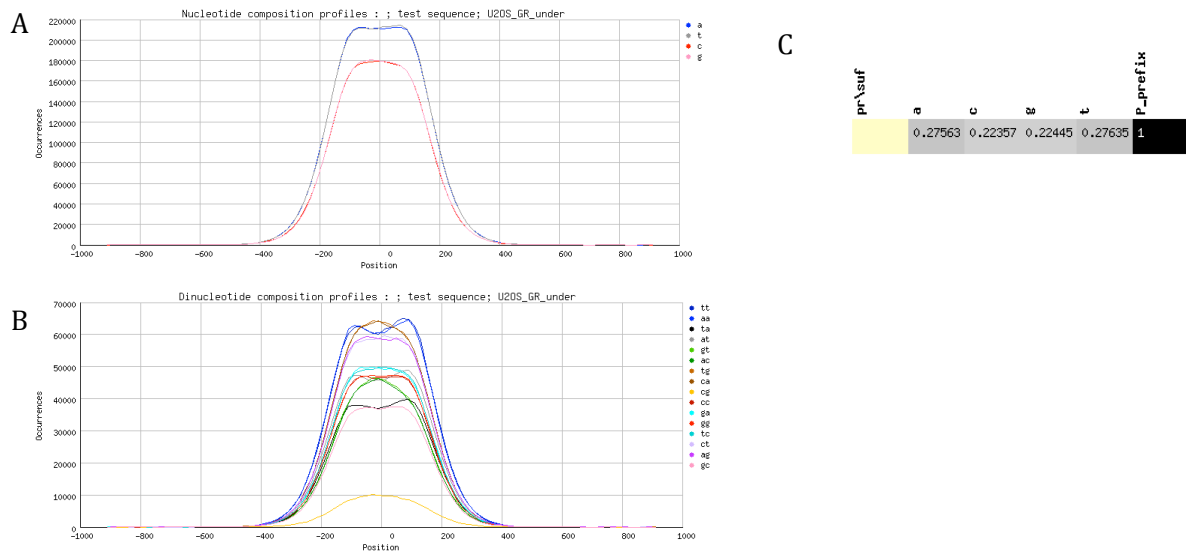 A
Nucleotide composition profiles : ; test sequence; U2OS_GR_under
220000
200000
180000
160000
140000
120000
100000
80000
60000
40000
20000
0
Occurrences
-1000 -800 -600 -400 -200 0 200 400 600 800 1000
Position
a
t
c
g
B
Dinucleotide composition profiles : ; test sequence; U2OS_GR_under
70000
60000
50000
40000
30000
20000
10000
0
Occurrences
-1000 -800 -600 -400 -200 0 200 400 600 800 1000
Position
tt
aa
ta
at
gt
ac
tg
ca
cg
cc
ga
gg
tc
ct
ag
gc
C
pr\suf a c g t P_prefix
0.27563 0.22357 0.22445 0.27635 1